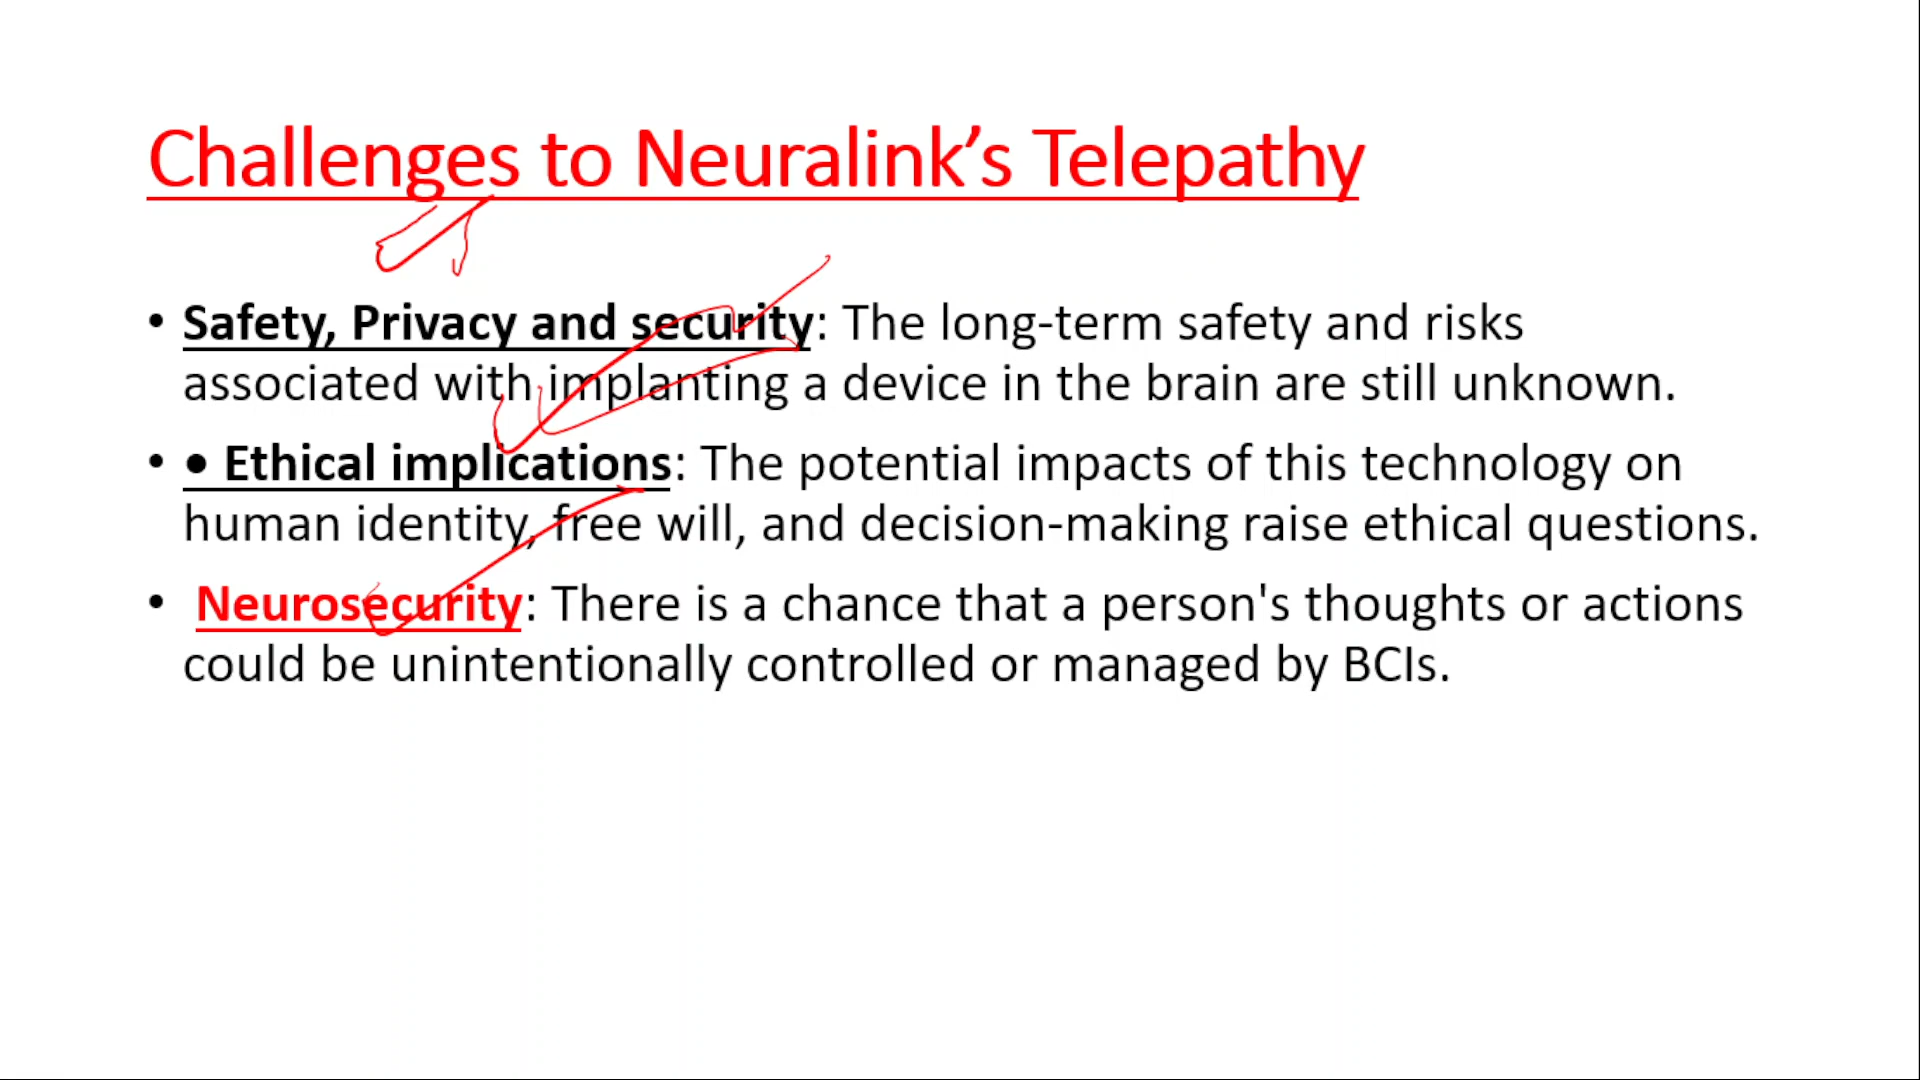 Challenges to Neuralink’s Telepathy
• Safety, Privacy and security: The long-term safety and risks
associated with implanting a device in the brain are still unknown.
• • Ethical implications: The potential impacts of this technology on
human identity, free will, and decision-making raise ethical questions.
• Neurosecurity: There is a chance that a person's thoughts or actions
could be unintentionally controlled or managed by BCIs.